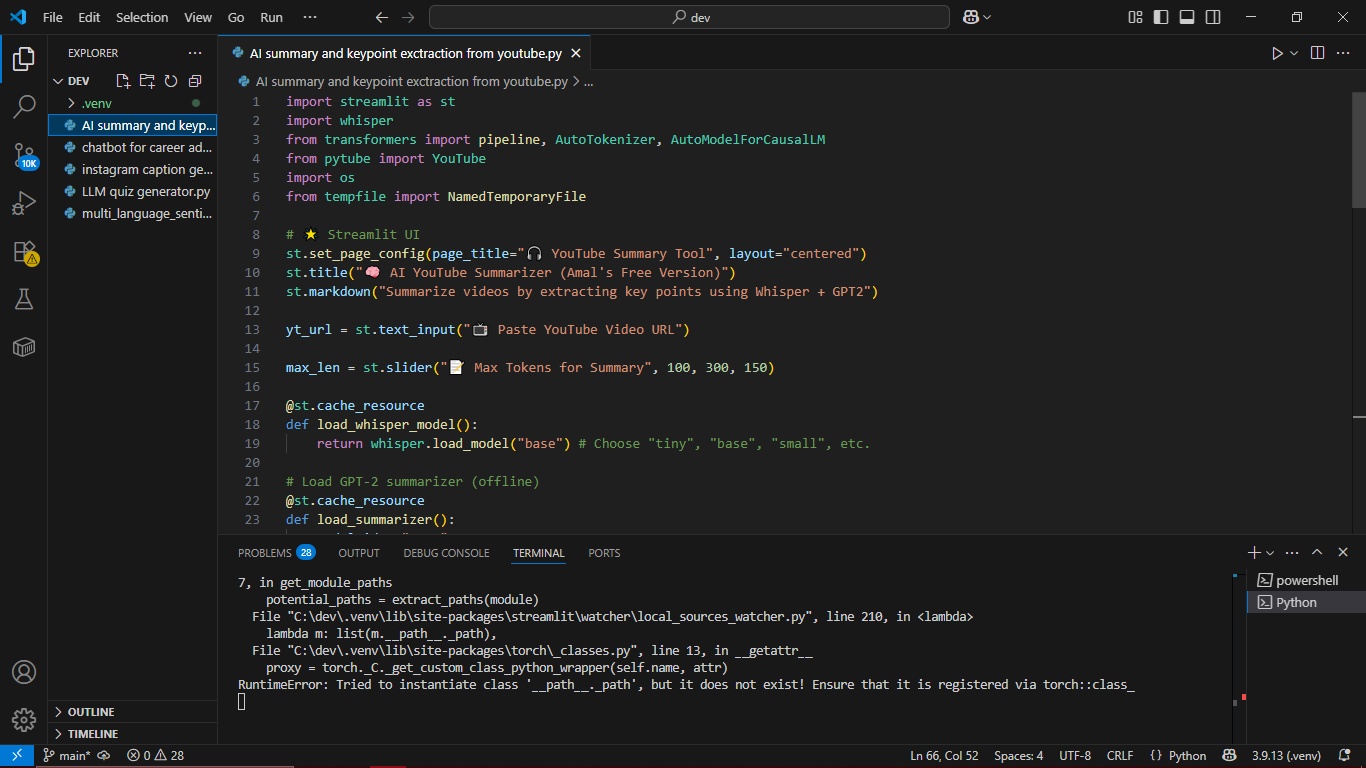 File Edit Selection View Go Run ··· dev
EXPLORER ···
DEV
.venv
AI summary and keyp...
chatbot for career ad...
instagram caption ge...
LLM quiz generator.py
multi_language_senti...
OUTLINE
TIMELINE
10K
AI summary and keypoint exctraction from youtube.py
AI summary and keypoint exctraction from youtube.py > ...
1 import streamlit as st
2 import whisper
3 from transformers import pipeline, AutoTokenizer, AutoModelForCausalLM
4 from pytube import YouTube
5 import os
6 from tempfile import NamedTemporaryFile
7
8 # ⭐ Streamlit UI
9 st.set_page_config(page_title="🎧 YouTube Summary Tool", layout="centered")
10 st.title("🧠 AI YouTube Summarizer (Amal's Free Version)")
11 st.markdown("Summarize videos by extracting key points using Whisper + GPT2")
12
13 yt_url = st.text_input("📺 Paste YouTube Video URL")
14
15 max_len = st.slider("📝 Max Tokens for Summary", 100, 300, 150)
16
17 @st.cache_resource
18 def load_whisper_model():
19     return whisper.load_model("base") # Choose "tiny", "base", "small", etc.
20
21 # Load GPT-2 summarizer (offline)
22 @st.cache_resource
23 def load_summarizer():
PROBLEMS 28 OUTPUT DEBUG CONSOLE TERMINAL PORTS
7, in get_module_paths
    potential_paths = extract_paths(module)
  File "C:\dev\.venv\lib\site-packages\streamlit\watcher\local_sources_watcher.py", line 210, in <lambda>
    lambda m: list(m.__path__._path),
  File "C:\dev\.venv\lib\site-packages\torch\_classes.py", line 13, in __getattr__
    proxy = torch._C._get_custom_class_python_wrapper(self.name, attr)
RuntimeError: Tried to instantiate class '__path__._path', but it does not exist! Ensure that it is registered via torch::class_
powershell
Python
main* 0 28 Ln 66, Col 52 Spaces: 4 UTF-8 CRLF {} Python 3.9.13 (.venv)